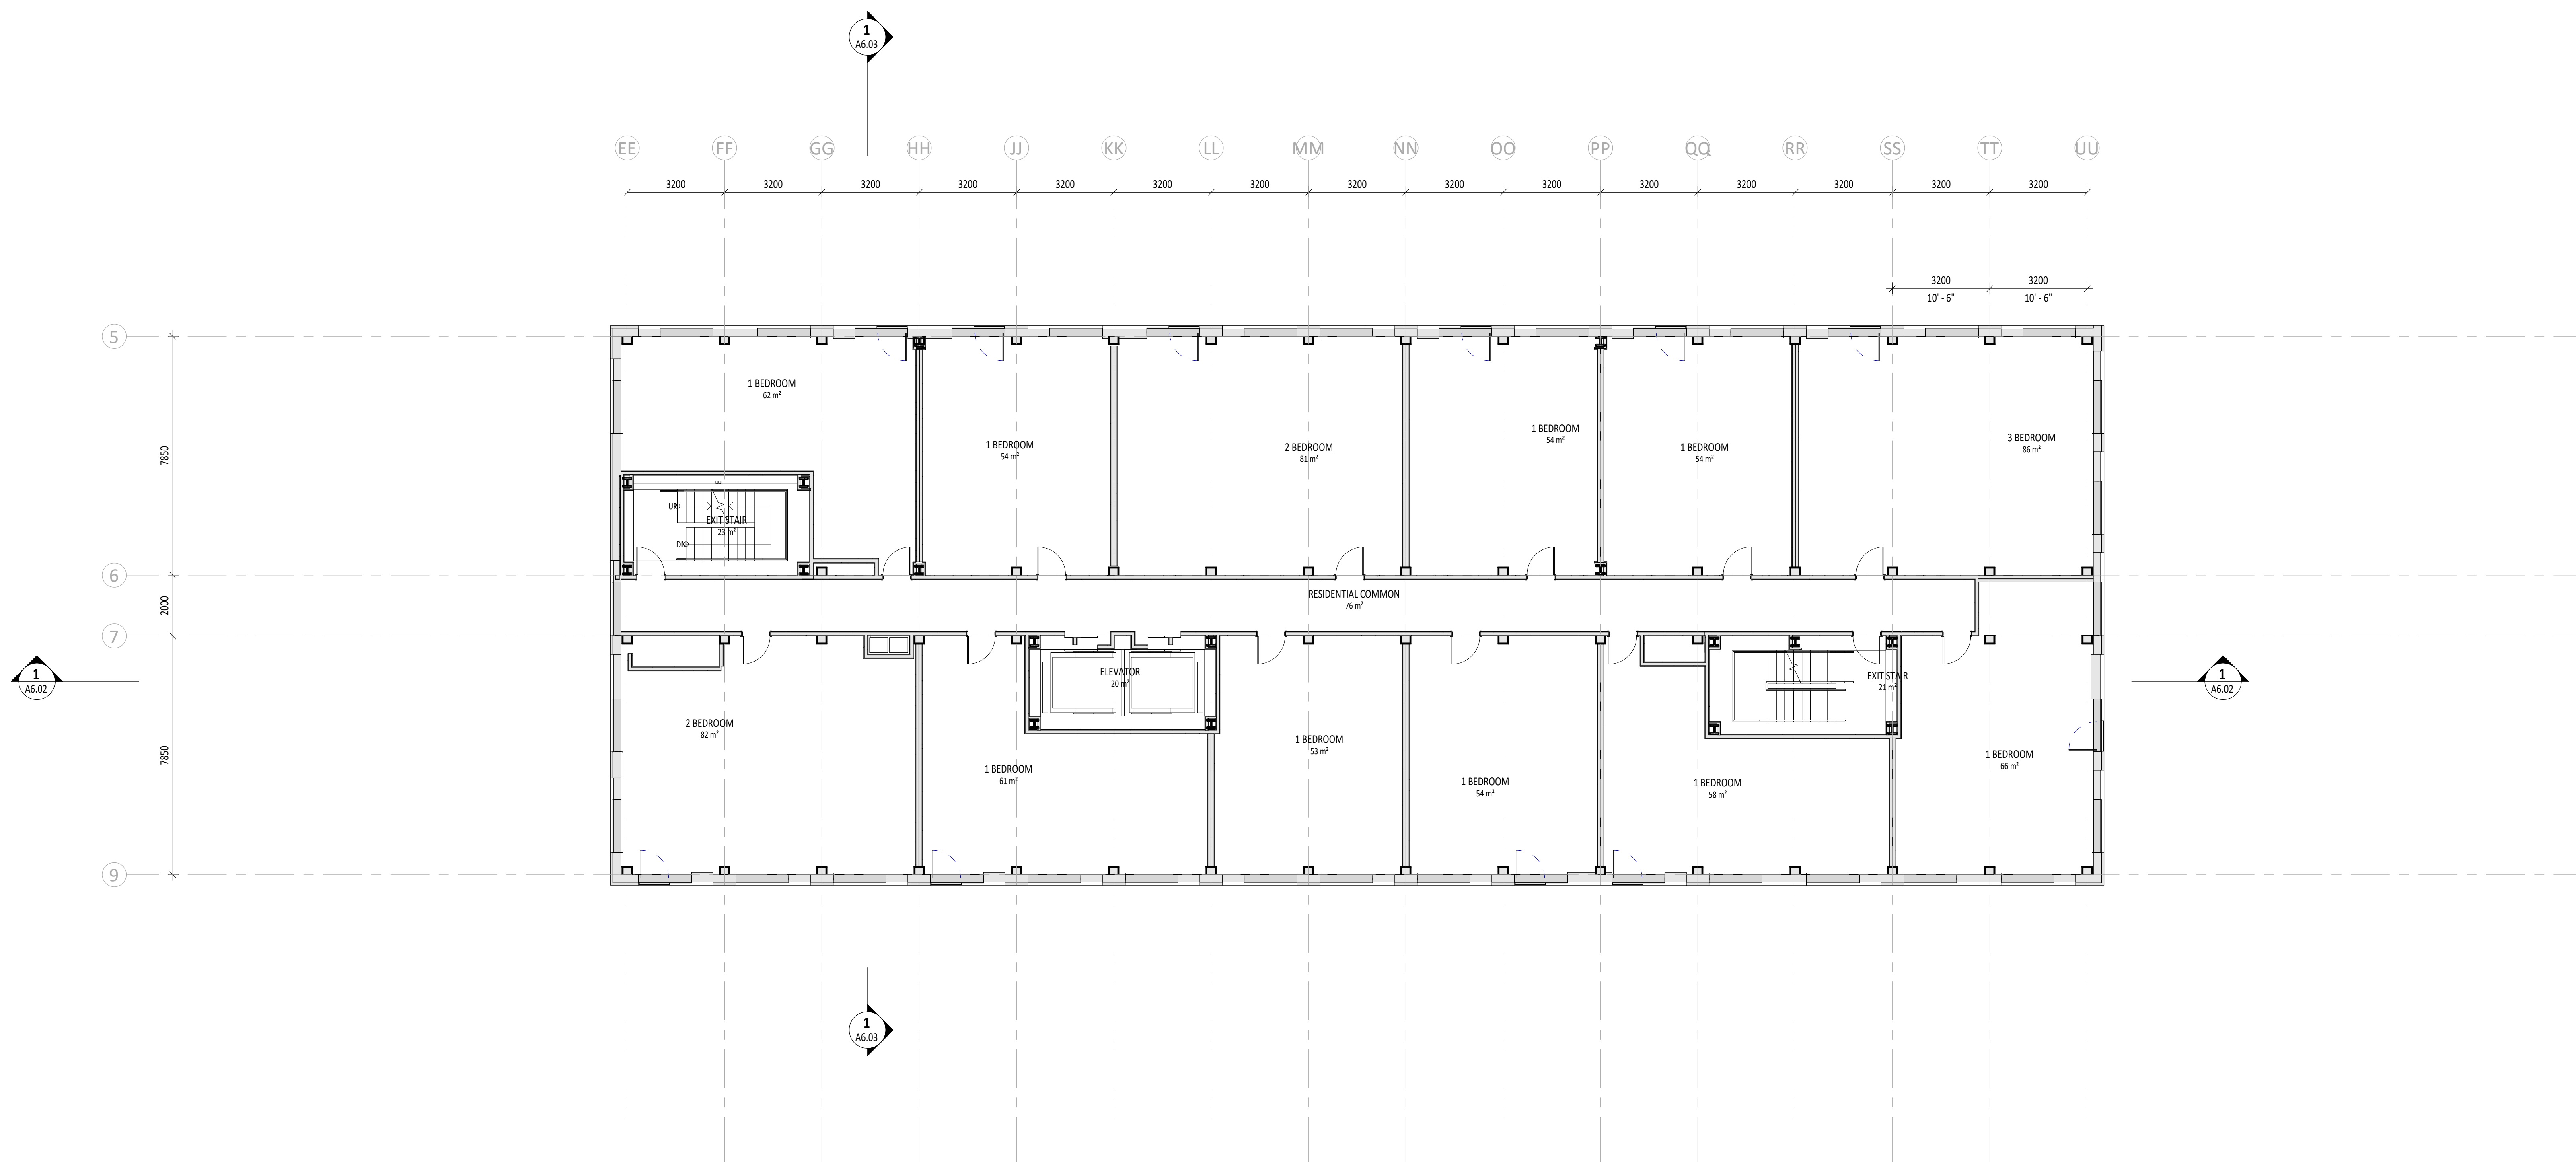 1
A6.03
EE FF GG HH JJ KK LL MM NN OO PP QQ RR SS TT UU
3200 3200 3200 3200 3200 3200 3200 3200 3200 3200 3200 3200 3200 3200 3200
3200 3200
10' - 6" 10' - 6"
5
1 BEDROOM
62 m²
1 BEDROOM
54 m²
2 BEDROOM
81 m²
1 BEDROOM
54 m²
1 BEDROOM
54 m²
3 BEDROOM
86 m²
7850
UP
EXIT STAIR
23 m²
DN
6
RESIDENTIAL COMMON
76 m²
2000
7
1
A6.02
ELEVATOR
20 m²
EXIT STAIR
21 m²
1
A6.02
2 BEDROOM
82 m²
1 BEDROOM
61 m²
1 BEDROOM
53 m²
1 BEDROOM
54 m²
1 BEDROOM
58 m²
1 BEDROOM
66 m²
7850
9
1
A6.03